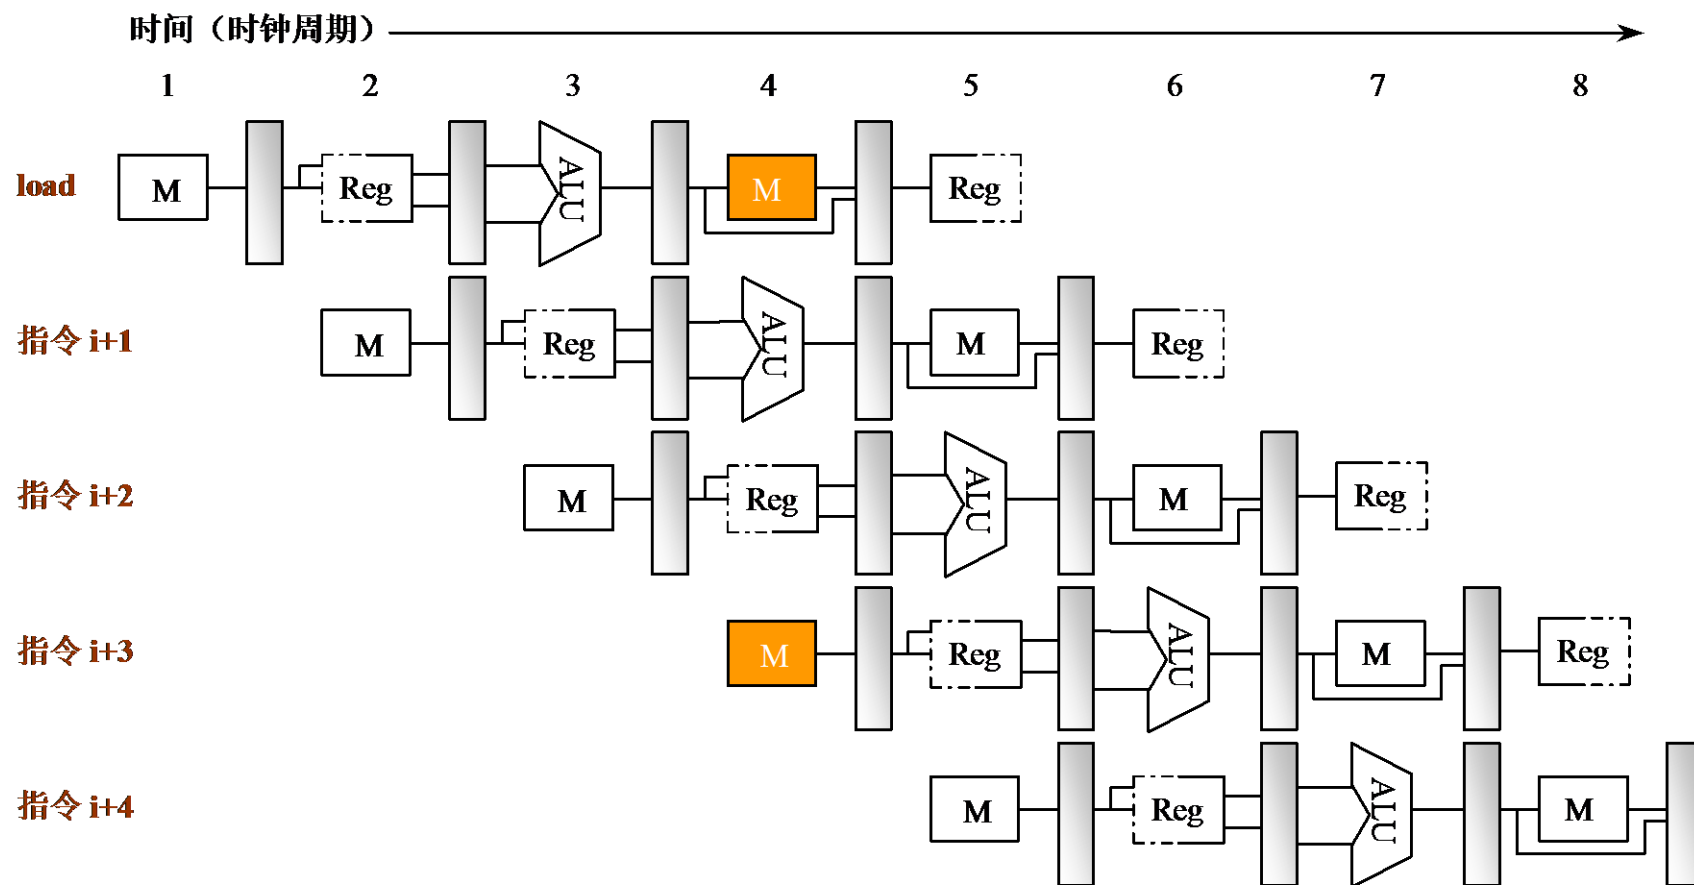 时间（时钟周期）
1 2 3 4 5 6 7 8
load M Reg ALU M Reg
指令 i+1 M Reg ALU M Reg
指令 i+2 M Reg ALU M Reg
指令 i+3 M Reg ALU M Reg
指令 i+4 M Reg ALU M